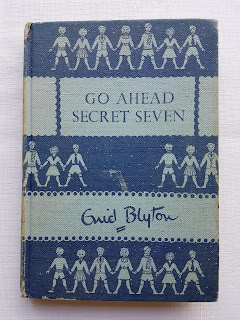 GO AHEAD
SECRET SEVEN
Enid Blyton